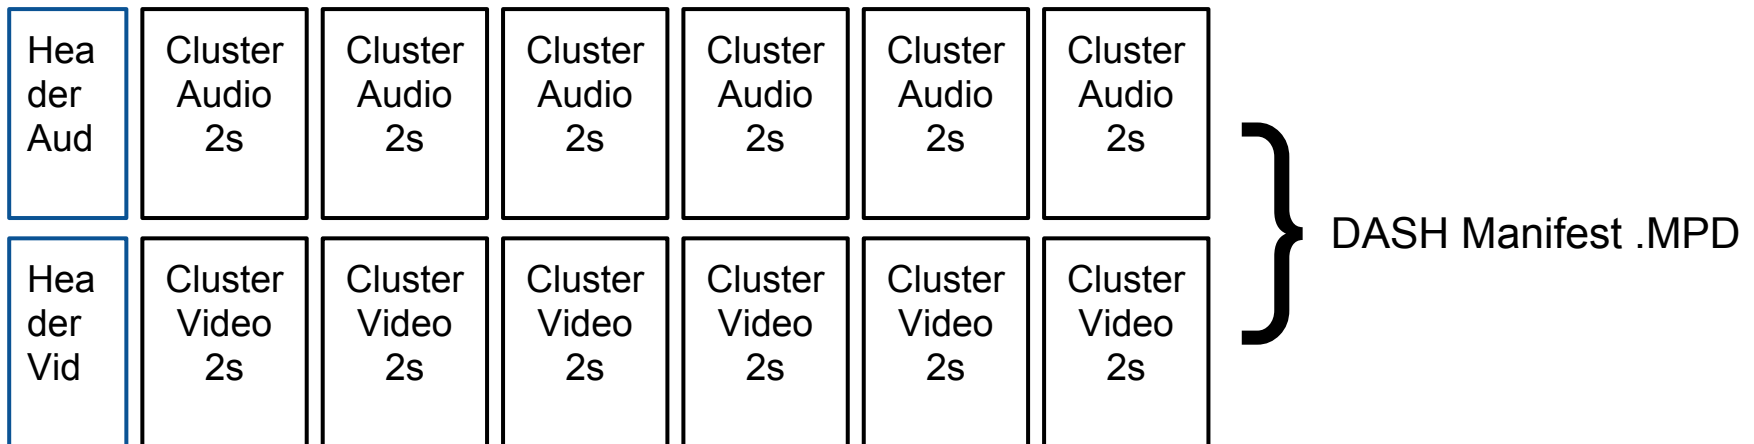 Hea
der
Aud
Cluster
Audio
2s
Cluster
Audio
2s
Cluster
Audio
2s
Cluster
Audio
2s
Cluster
Audio
2s
Cluster
Audio
2s
Hea
der
Vid
Cluster
Video
2s
Cluster
Video
2s
Cluster
Video
2s
Cluster
Video
2s
Cluster
Video
2s
Cluster
Video
2s
DASH Manifest .MPD